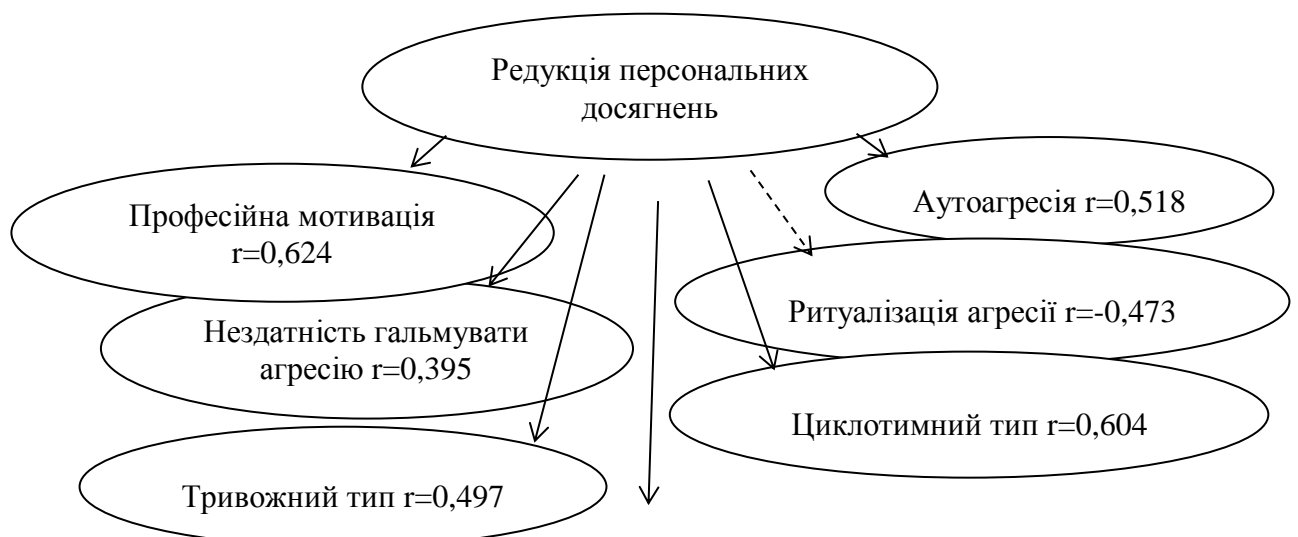 Редукція персональних
досягнень
Професійна мотивація
r=0,624
Аутоагресія r=0,518
Нездатність гальмувати
агресію r=0,395
Ритуалізація агресії r=-0,473
Циклотимний тип r=0,604
Тривожний тип r=0,497